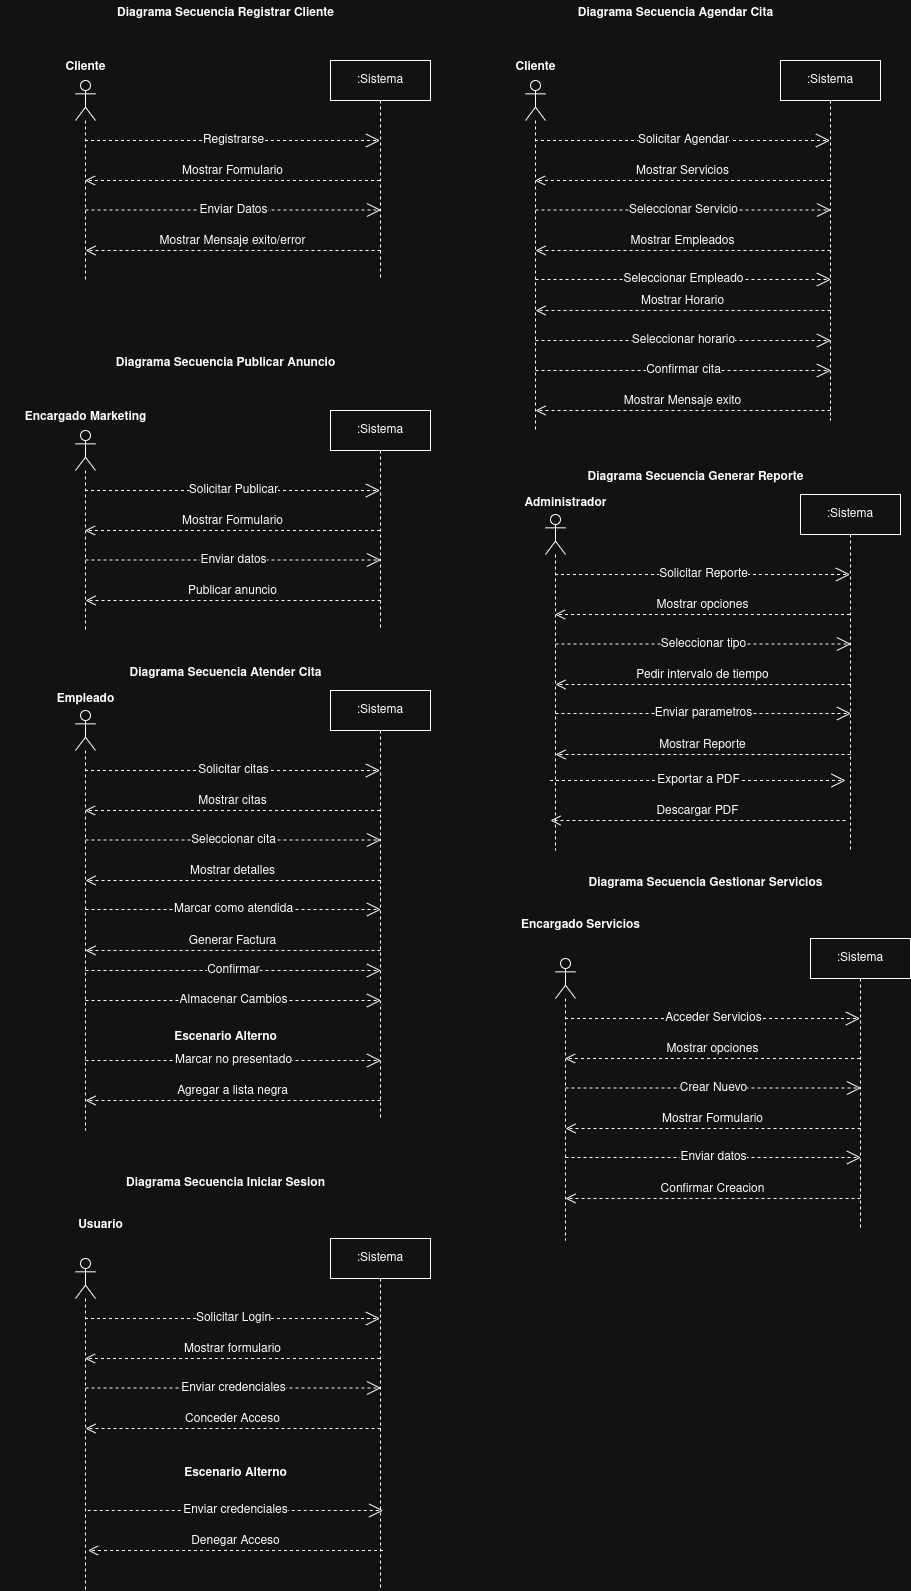 Diagrama Secuencia Registrar Cliente
Cliente
:Sistema
Registrarse
Mostrar Formulario
Enviar Datos
Mostrar Mensaje exito/error
Diagrama Secuencia Publicar Anuncio
Encargado Marketing
:Sistema
Solicitar Publicar
Mostrar Formulario
Enviar datos
Publicar anuncio
Diagrama Secuencia Atender Cita
Empleado
:Sistema
Solicitar citas
Mostrar citas
Seleccionar cita
Mostrar detalles
Marcar como atendida
Generar Factura
Confirmar
Almacenar Cambios
Escenario Alterno
Marcar no presentado
Agregar a lista negra
Diagrama Secuencia Iniciar Sesion
Usuario
:Sistema
Solicitar Login
Mostrar formulario
Enviar credenciales
Conceder Acceso
Escenario Alterno
Enviar credenciales
Denegar Acceso
Diagrama Secuencia Agendar Cita
Cliente
:Sistema
Solicitar Agendar
Mostrar Servicios
Seleccionar Servicio
Mostrar Empleados
Seleccionar Empleado
Mostrar Horario
Seleccionar horario
Confirmar cita
Mostrar Mensaje exito
Diagrama Secuencia Generar Reporte
Administrador
:Sistema
Solicitar Reporte
Mostrar opciones
Seleccionar tipo
Pedir intervalo de tiempo
Enviar parametros
Mostrar Reporte
Exportar a PDF
Descargar PDF
Diagrama Secuencia Gestionar Servicios
Encargado Servicios
:Sistema
Acceder Servicios
Mostrar opciones
Crear Nuevo
Mostrar Formulario
Enviar datos
Confirmar Creacion